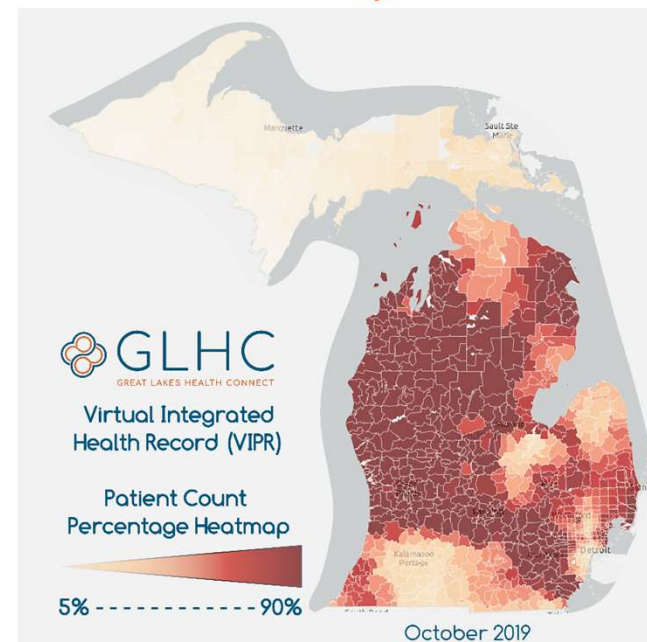 Marquette
Sault Ste
Marie
GLHC
GREAT LAKES HEALTH CONNECT
Virtual Integrated
Health Record (VIPR)
Patient Count
Percentage Heatmap
5% - - - - - - - - - - - - 90%
Kalamazoo
Portage
Detroit
October 2019